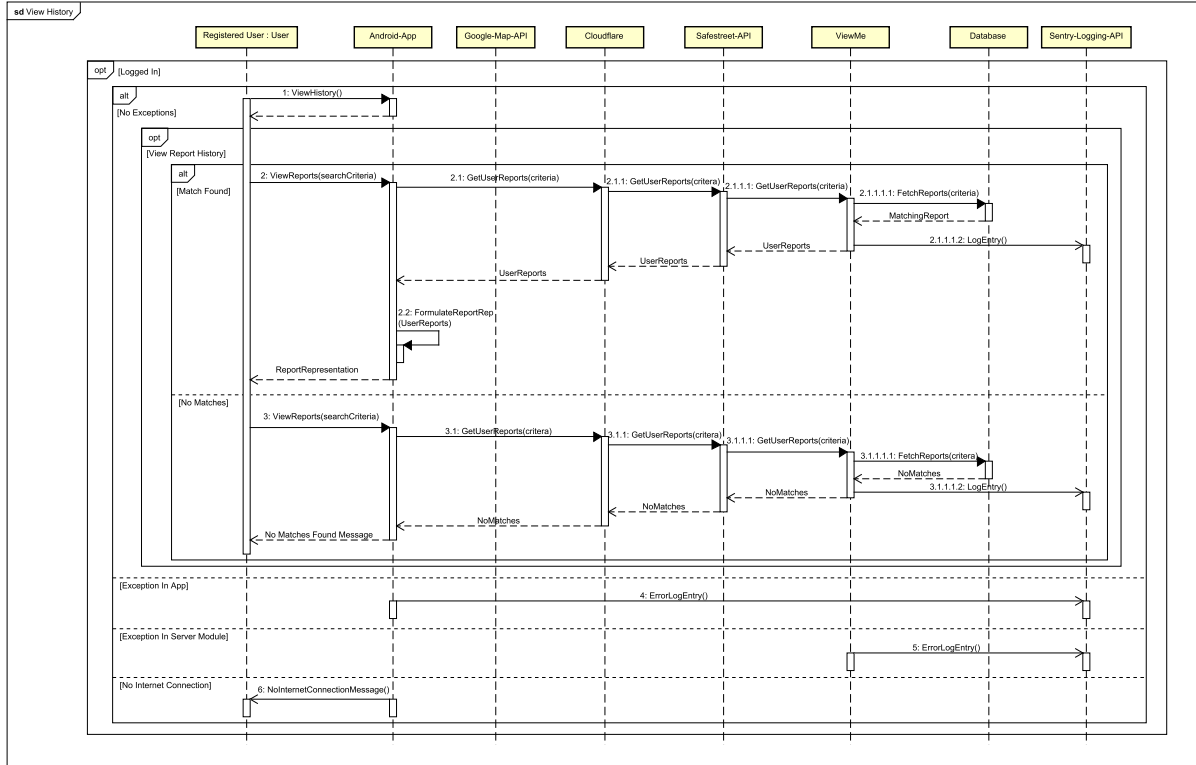 sd View History
Registered User : User
Android-App
Google-Map-API
Cloudflare
Safestreet-API
ViewMe
Database
Sentry-Logging-API
opt
[Logged In]
alt
[No Exceptions]
1: ViewHistory()
opt
[View Report History]
alt
[Match Found]
2: ViewReports(searchCriteria)
2.1: GetUserReports(criteria)
2.1.1: GetUserReports(criteria)
2.1.1.1: GetUserReports(criteria)
2.1.1.1.1: FetchReports(criteria)
MatchingReport
2.1.1.1.2: LogEntry()
UserReports
UserReports
UserReports
2.2: FormulateReportRep
(UserReports)
ReportRepresentation
[No Matches]
3: ViewReports(searchCriteria)
3.1: GetUserReports(critera)
3.1.1: GetUserReports(critera)
3.1.1.1: GetUserReports(critera)
3.1.1.1.1: FetchReports(critera)
NoMatches
3.1.1.1.2: LogEntry()
NoMatches
NoMatches
NoMatches
No Matches Found Message
[Exception In App]
4: ErrorLogEntry()
[Exception In Server Module]
5: ErrorLogEntry()
[No Internet Connection]
6: NoInternetConnectionMessage()